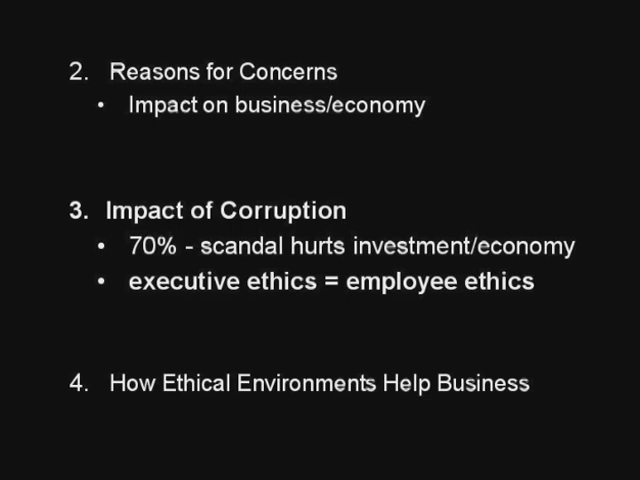 2. Reasons for Concerns
• Impact on business/economy
3. Impact of Corruption
• 70% - scandal hurts investment/economy
• executive ethics = employee ethics
4. How Ethical Environments Help Business